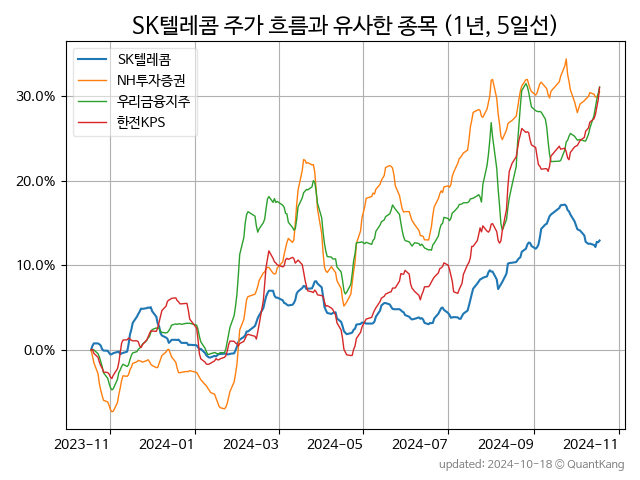 SK텔레콤 주가 흐름과 유사한 종목 (1년, 5일선)
SK텔레콤
NH투자증권
우리금융지주
한전KPS
30.0%
20.0%
10.0%
0.0%
2023-11 2024-01 2024-03 2024-05 2024-07 2024-09 2024-11
updated: 2024-10-18 © QuantKang